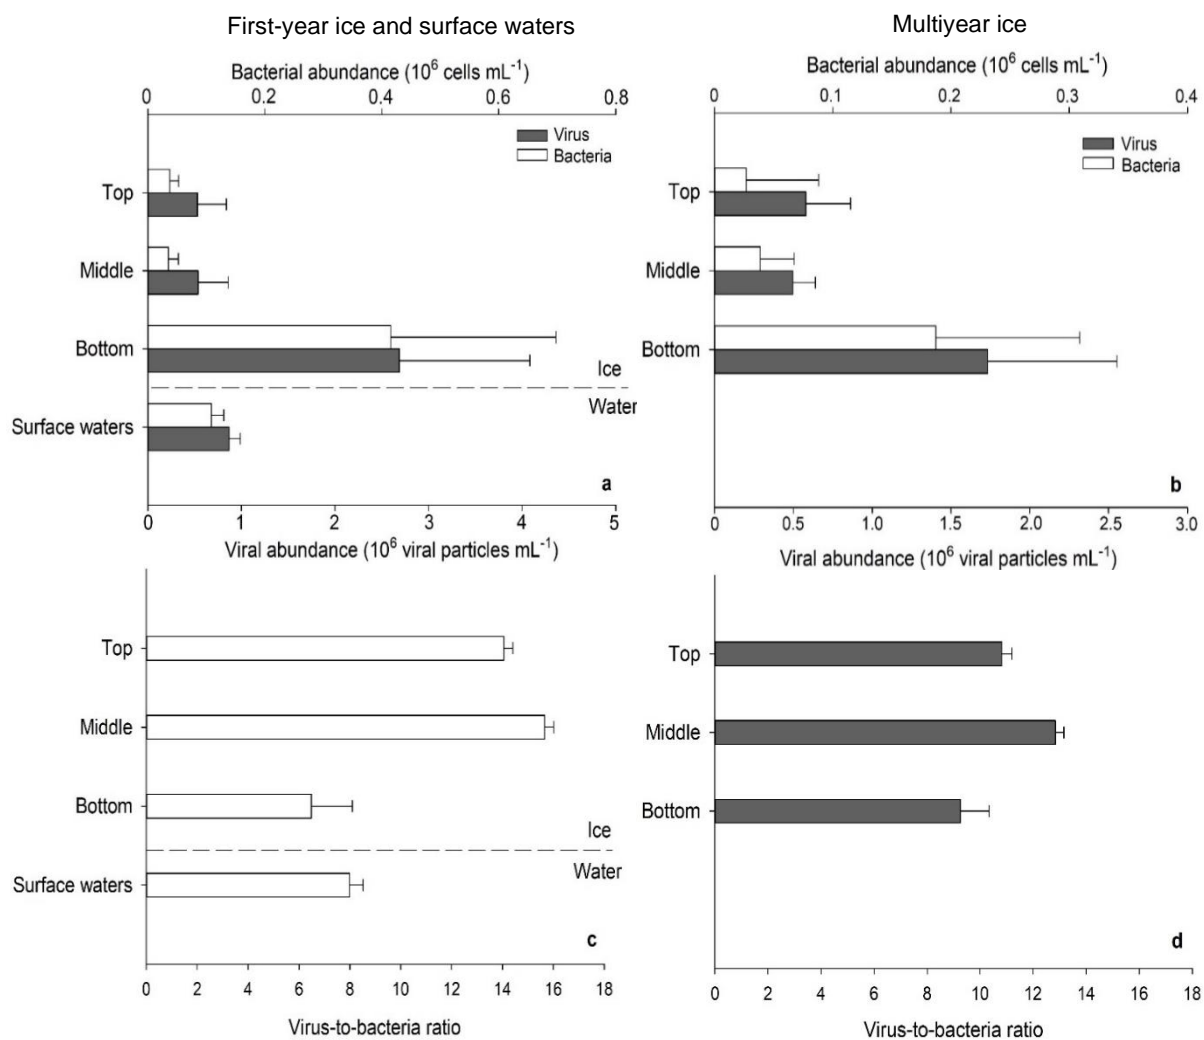 First-year ice and surface waters
Multiyear ice
Bacterial abundance (10⁶ cells mL⁻¹)
0 0.2 0.4 0.6 0.8
Virus
Bacteria
Top
Middle
Bottom
Ice
Water
Surface waters
a
0 1 2 3 4 5
Viral abundance (10⁶ viral particles mL⁻¹)
Bacterial abundance (10⁶ cells mL⁻¹)
0 0.1 0.2 0.3 0.4
Virus
Bacteria
Top
Middle
Bottom
b
0 0.5 1.0 1.5 2.0 2.5 3.0
Viral abundance (10⁶ viral particles mL⁻¹)
Top
Middle
Bottom
Ice
Water
Surface waters
c
0 2 4 6 8 10 12 14 16 18
Virus-to-bacteria ratio
Top
Middle
Bottom
d
0 2 4 6 8 10 12 14 16 18
Virus-to-bacteria ratio